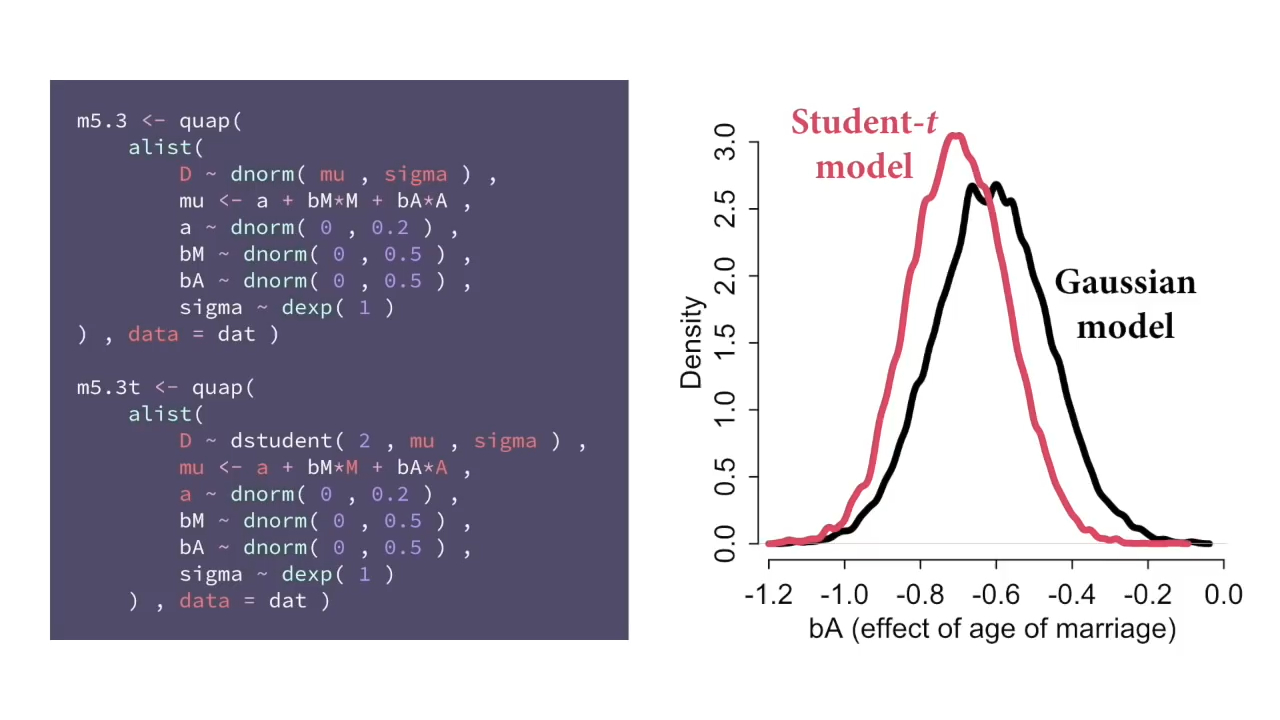 m5.3 <- quap(
    alist(
        D ~ dnorm( mu , sigma ) ,
        mu <- a + bM*M + bA*A ,
        a ~ dnorm( 0 , 0.2 ) ,
        bM ~ dnorm( 0 , 0.5 ) ,
        bA ~ dnorm( 0 , 0.5 ) ,
        sigma ~ dexp( 1 )
) , data = dat )
m5.3t <- quap(
    alist(
        D ~ dstudent( 2 , mu , sigma ) ,
        mu <- a + bM*M + bA*A ,
        a ~ dnorm( 0 , 0.2 ) ,
        bM ~ dnorm( 0 , 0.5 ) ,
        bA ~ dnorm( 0 , 0.5 ) ,
        sigma ~ dexp( 1 )
    ) , data = dat )
Student-t
model
Gaussian
model
Density
3.0
2.5
2.0
1.5
1.0
0.5
0.0
-1.2 -1.0 -0.8 -0.6 -0.4 -0.2 0.0
bA (effect of age of marriage)